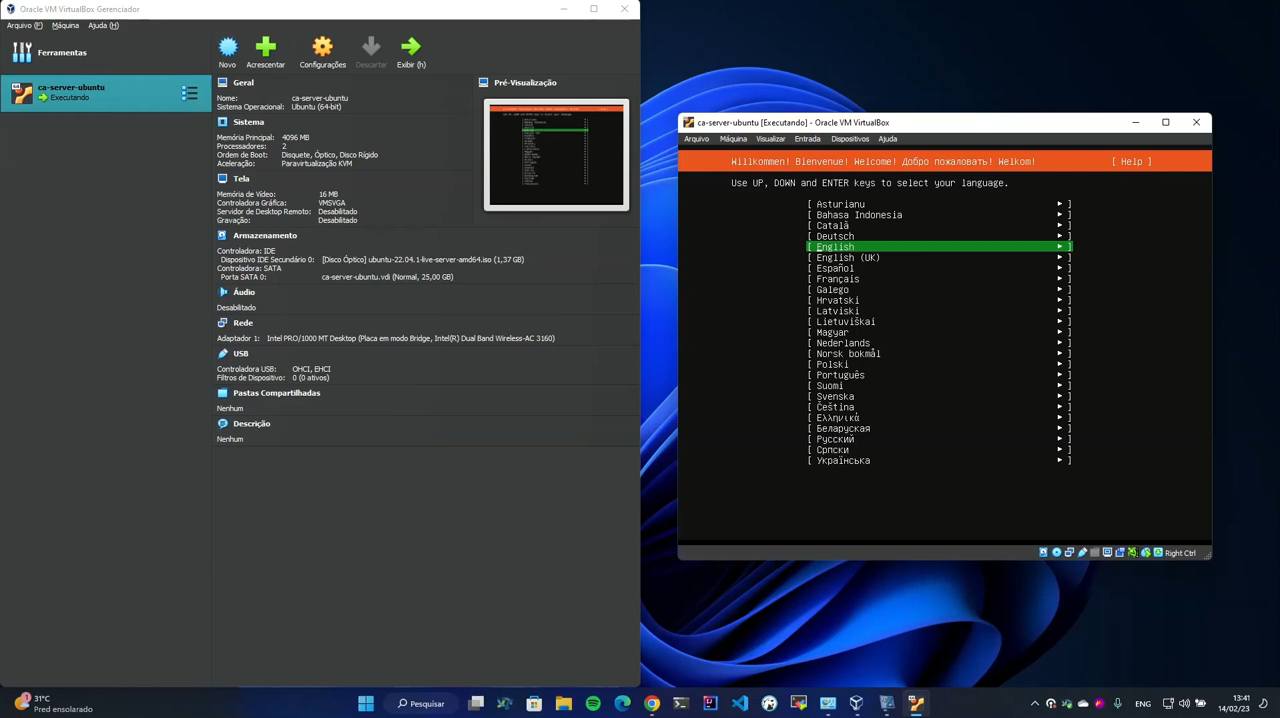 Oracle VM VirtualBox Gerenciador
Arquivo (F) Máquina Ajuda (H)
Ferramentas
Novo Acrescentar Configurações Descartar Exibir (h)
ca-server-ubuntu
Executando
Geral
Nome: ca-server-ubuntu
Sistema Operacional: Ubuntu (64-bit)
Sistema
Memória Principal: 4096 MB
Processadores: 2
Ordem de Boot: Disquete, Óptico, Disco Rígido
Aceleração: Paravirtualização KVM
Tela
Memória de Vídeo: 16 MB
Controladora Gráfica: VMSVGA
Servidor de Desktop Remoto: Desabilitado
Gravação: Desabilitado
Armazenamento
Controladora: IDE
Dispositivo IDE Secundário 0: [Disco Óptico] ubuntu-22.04.1-live-server-amd64.iso (1,37 GB)
Controladora: SATA
Porta SATA 0: ca-server-ubuntu.vdi (Normal, 25,00 GB)
Áudio
Desabilitado
Rede
Adaptador 1: Intel PRO/1000 MT Desktop (Placa em modo Bridge, Intel(R) Dual Band Wireless-AC 3160)
USB
Controladora USB: OHCI, EHCI
Filtros de Dispositivo: 0 (0 ativos)
Pastas Compartilhadas
Nenhum
Descrição
Nenhum
Pré-Visualização
ca-server-ubuntu [Executando] - Oracle VM VirtualBox
Arquivo Máquina Visualizar Entrada Dispositivos Ajuda
Willkommen! Bienvenue! Welcome! Добро пожаловать! Welkom! [ Help ]
Use UP, DOWN and ENTER keys to select your language.
[ Asturianu ► ]
[ Bahasa Indonesia ► ]
[ Català ► ]
[ Deutsch ► ]
[ English ► ]
[ English (UK) ► ]
[ Español ► ]
[ Français ► ]
[ Galego ► ]
[ Hrvatski ► ]
[ Latviski ► ]
[ Lietuviškai ► ]
[ Magyar ► ]
[ Nederlands ► ]
[ Norsk bokmål ► ]
[ Polski ► ]
[ Português ► ]
[ Suomi ► ]
[ Svenska ► ]
[ Čeština ► ]
[ Ελληνικά ► ]
[ Беларуская ► ]
[ Русский ► ]
[ Српски ► ]
[ Українська ► ]
Right Ctrl
31°C
Pred ensolarado
Pesquisar
ENG
13:41
14/02/23